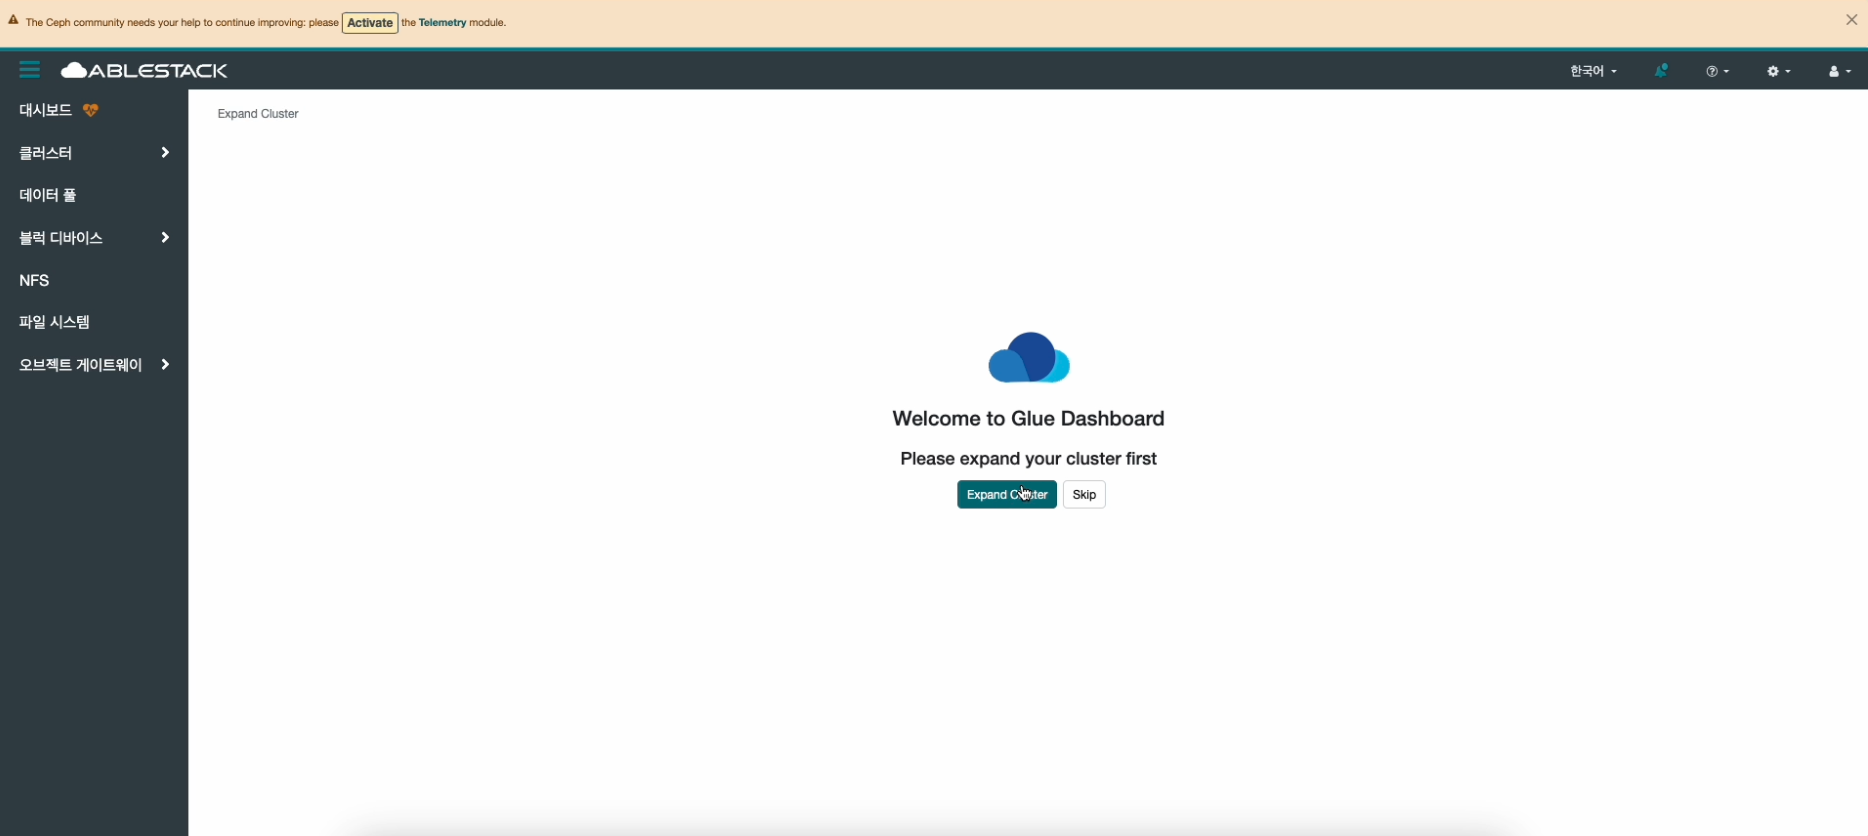 The Ceph community needs your help to continue improving: please Activate the Telemetry module.
ABLESTACK
한국어
대시보드
Expand Cluster
클러스터
데이터 풀
블럭 디바이스
NFS
파일 시스템
오브젝트 게이트웨이
Welcome to Glue Dashboard
Please expand your cluster first
Expand Cluster Skip